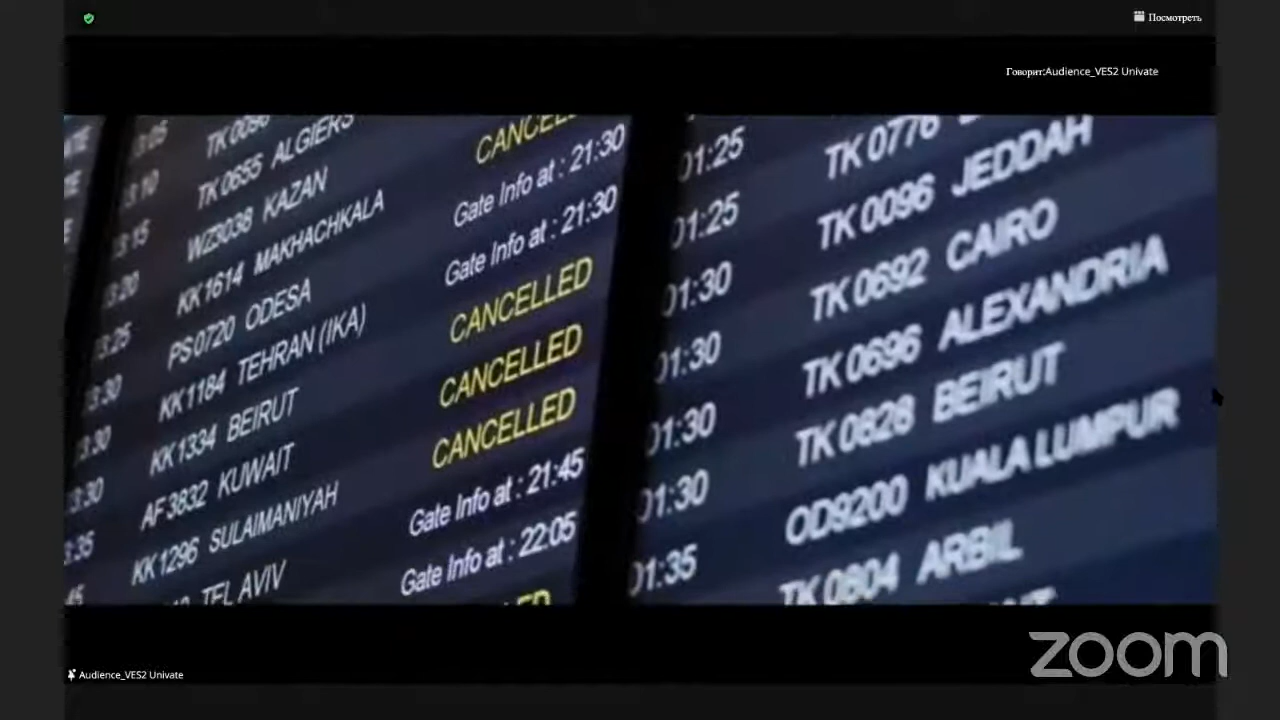 Посмотреть
Говорит:Audience_VES2 Univate
TK 0655 ALGIERS
WZ3038 KAZAN
KK1614 MAKHACHKALA
PS0720 ODESA
KK1184 TEHRAN (IKA)
KK1334 BEIRUT
AF3832 KUWAIT
KK1296 SULAIMANIYAH
TEL AVIV
Gate Info at : 21:30
Gate Info at : 21:30
CANCELLED
CANCELLED
CANCELLED
Gate Info at : 21:45
Gate Info at : 22:05
01:25 TK 0776
01:25 TK 0096 JEDDAH
01:30 TK 0692 CAIRO
01:30 TK 0696 ALEXANDRIA
01:30 TK 0828 BEIRUT
01:30 OD9200 KUALA LUMPUR
01:35 TK 0804 ARBIL
Audience_VES2 Univate
zoom